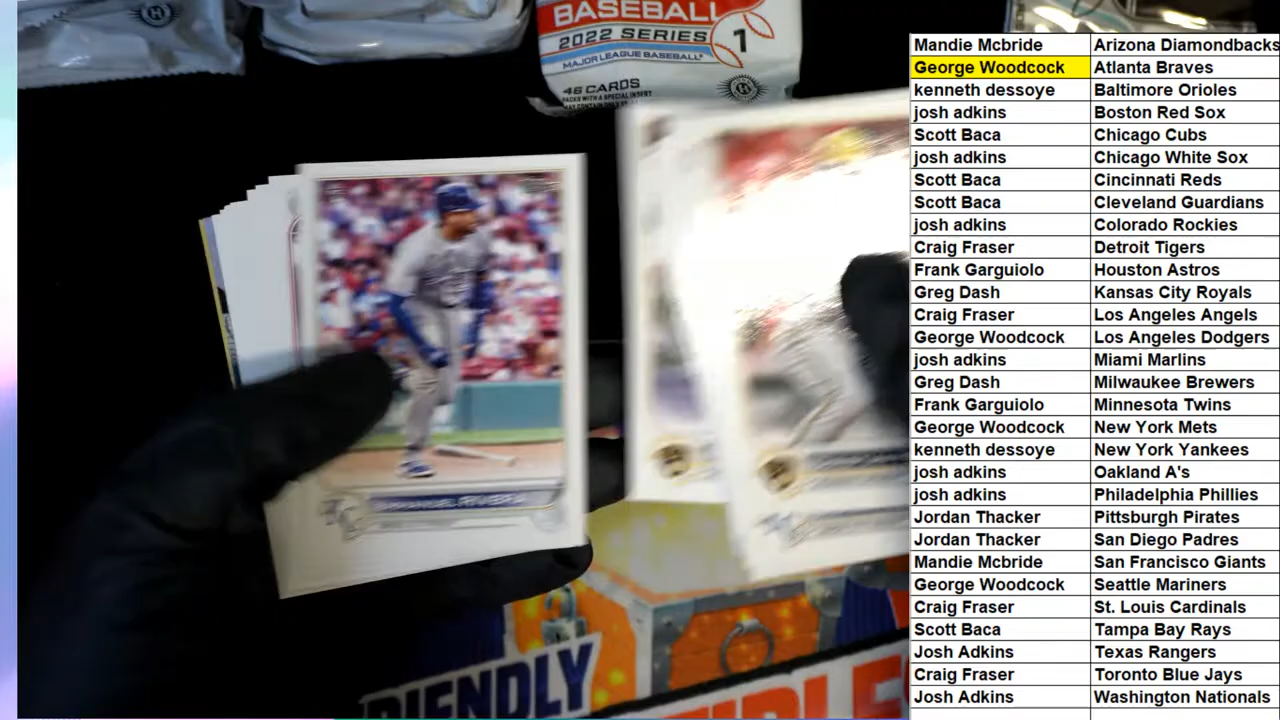 BASEBALL
2022 SERIES 1
MAJOR LEAGUE BASEBALL
46 CARDS
Mandie Mcbride Arizona Diamondbacks
George Woodcock Atlanta Braves
kenneth dessoye Baltimore Orioles
josh adkins Boston Red Sox
Scott Baca Chicago Cubs
josh adkins Chicago White Sox
Scott Baca Cincinnati Reds
Scott Baca Cleveland Guardians
josh adkins Colorado Rockies
Craig Fraser Detroit Tigers
Frank Garguiolo Houston Astros
Greg Dash Kansas City Royals
Craig Fraser Los Angeles Angels
George Woodcock Los Angeles Dodgers
josh adkins Miami Marlins
Greg Dash Milwaukee Brewers
Frank Garguiolo Minnesota Twins
George Woodcock New York Mets
kenneth dessoye New York Yankees
josh adkins Oakland A's
josh adkins Philadelphia Phillies
Jordan Thacker Pittsburgh Pirates
Jordan Thacker San Diego Padres
Mandie Mcbride San Francisco Giants
George Woodcock Seattle Mariners
Craig Fraser St. Louis Cardinals
Scott Baca Tampa Bay Rays
Josh Adkins Texas Rangers
Craig Fraser Toronto Blue Jays
Josh Adkins Washington Nationals
RIVERA